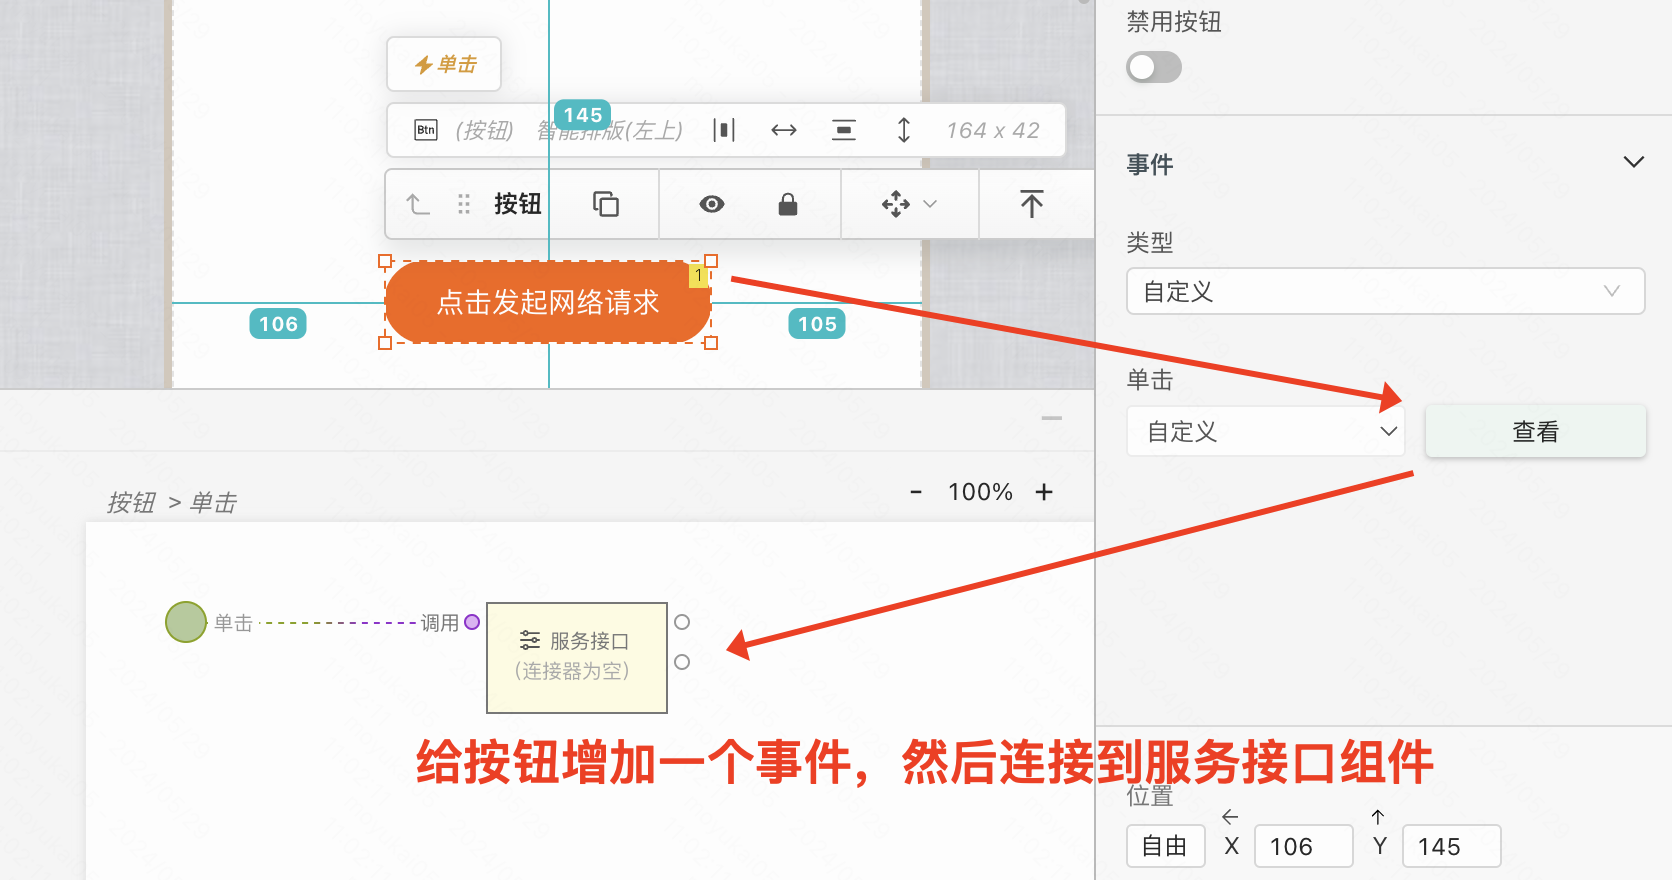 单击
145
Btn (按钮) 智能排版(左上) 164 x 42
按钮
点击发起网络请求
1
106
105
按钮 > 单击
- 100% +
单击
调用
服务接口
(连接器为空)
给按钮增加一个事件，然后连接到服务接口组件
禁用按钮
事件
类型
自定义
单击
自定义
查看
位置
自由 X 106 Y 145